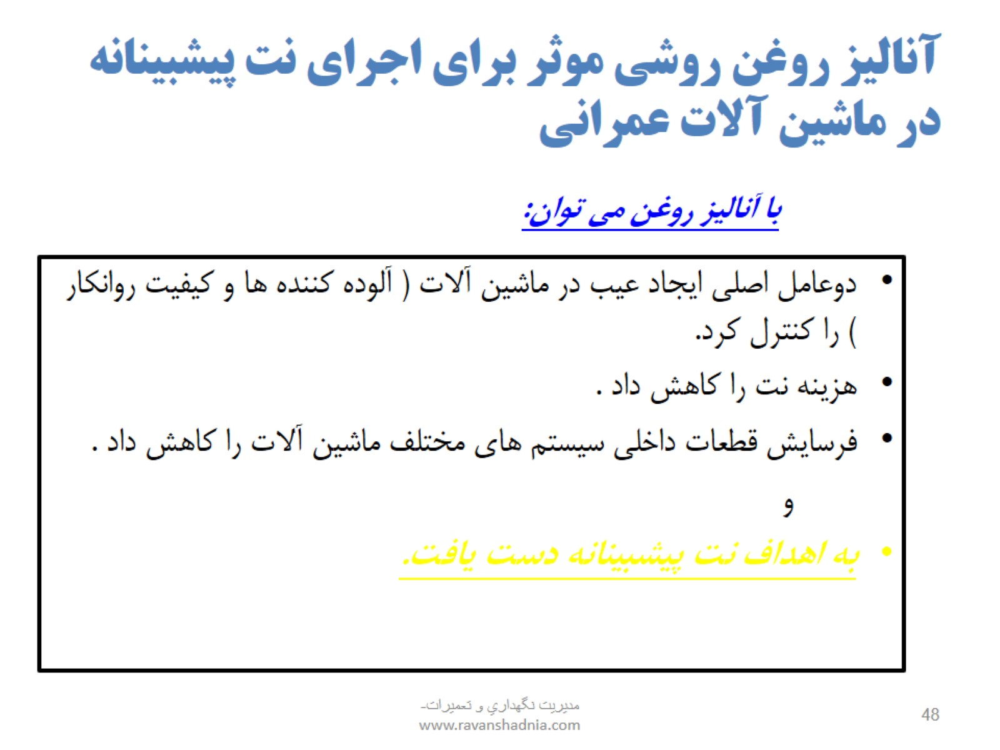 آنالیز روغن روشی موثر برای اجرای نت پیشبینانه
در ماشین آلات عمرانی
با آنالیز روغن می توان:
• دوعامل اصلی ایجاد عیب در ماشین آلات ( آلوده کننده ها و کیفیت روانکار
) را کنترل کرد.
• هزینه نت را کاهش داد .
• فرسایش قطعات داخلی سیستم های مختلف ماشین آلات را کاهش داد .
و
• به اهداف نت پیشبینانه دست یافت.
مدیریت نگهداري و تعمیرات-
www.ravanshadnia.com
48